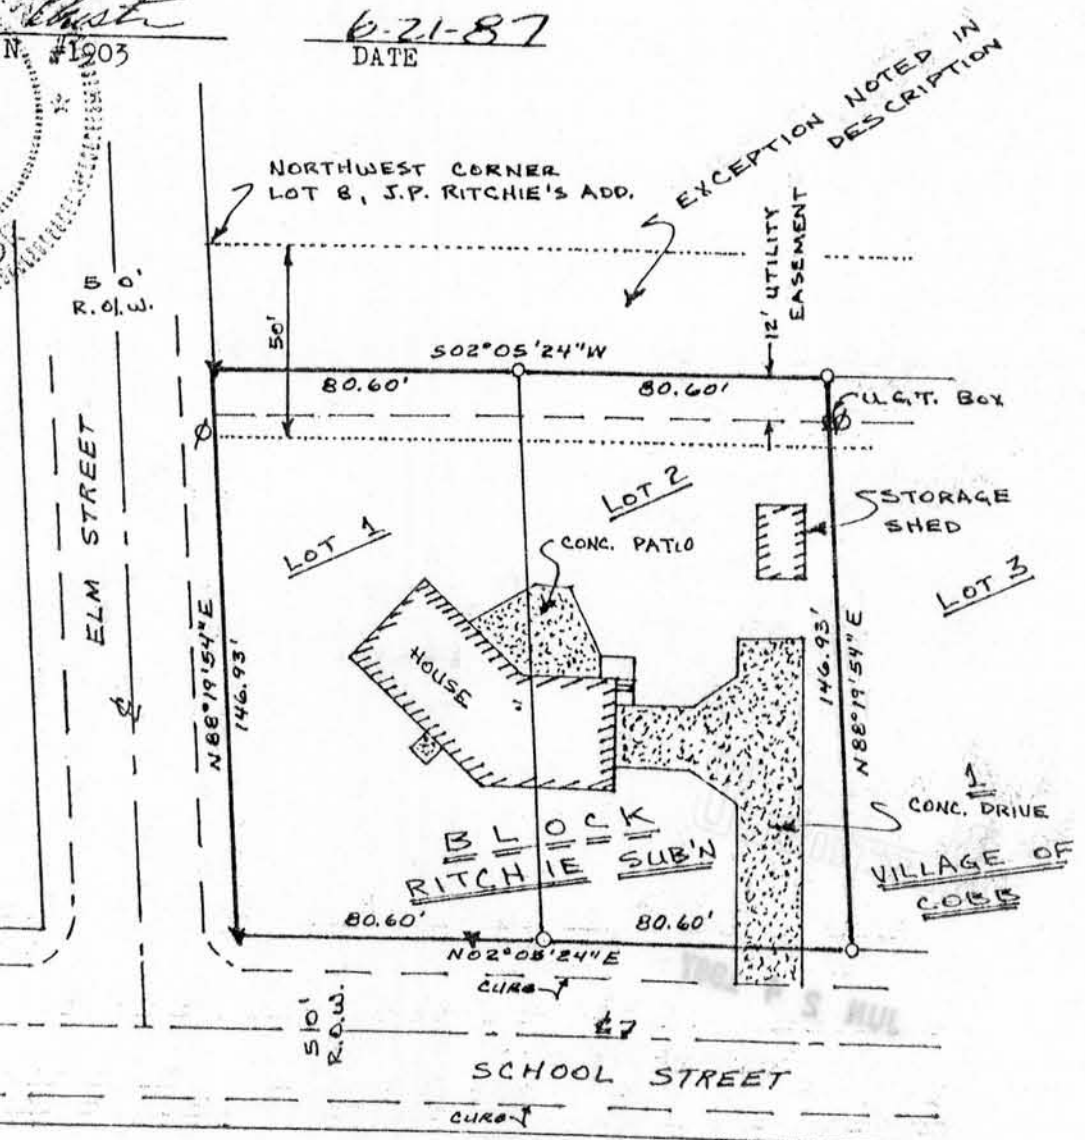 N. #1903
6-21-87
DATE
EXCEPTION NOTED IN
DESCRIPTION
NORTHWEST CORNER
LOT 8, J.P. RITCHIE'S ADD.
12' UTILITY
EASEMENT
50'
R.O.W.
50'
S02°05'24"W
80.60'
80.60'
U.G.T. BOX
ELM STREET
LOT 1
LOT 2
STORAGE
SHED
CONC. PATIO
LOT 3
HOUSE
N88°19'54"E
146.93'
146.93'
N88°19'54"E
1
CONC. DRIVE
BLOCK
RITCHIE SUB'N
VILLAGE OF
COBB
80.60'
80.60'
N02°05'24"E
CURB
JUN 24
50'
R.O.W.
SCHOOL STREET
CURB